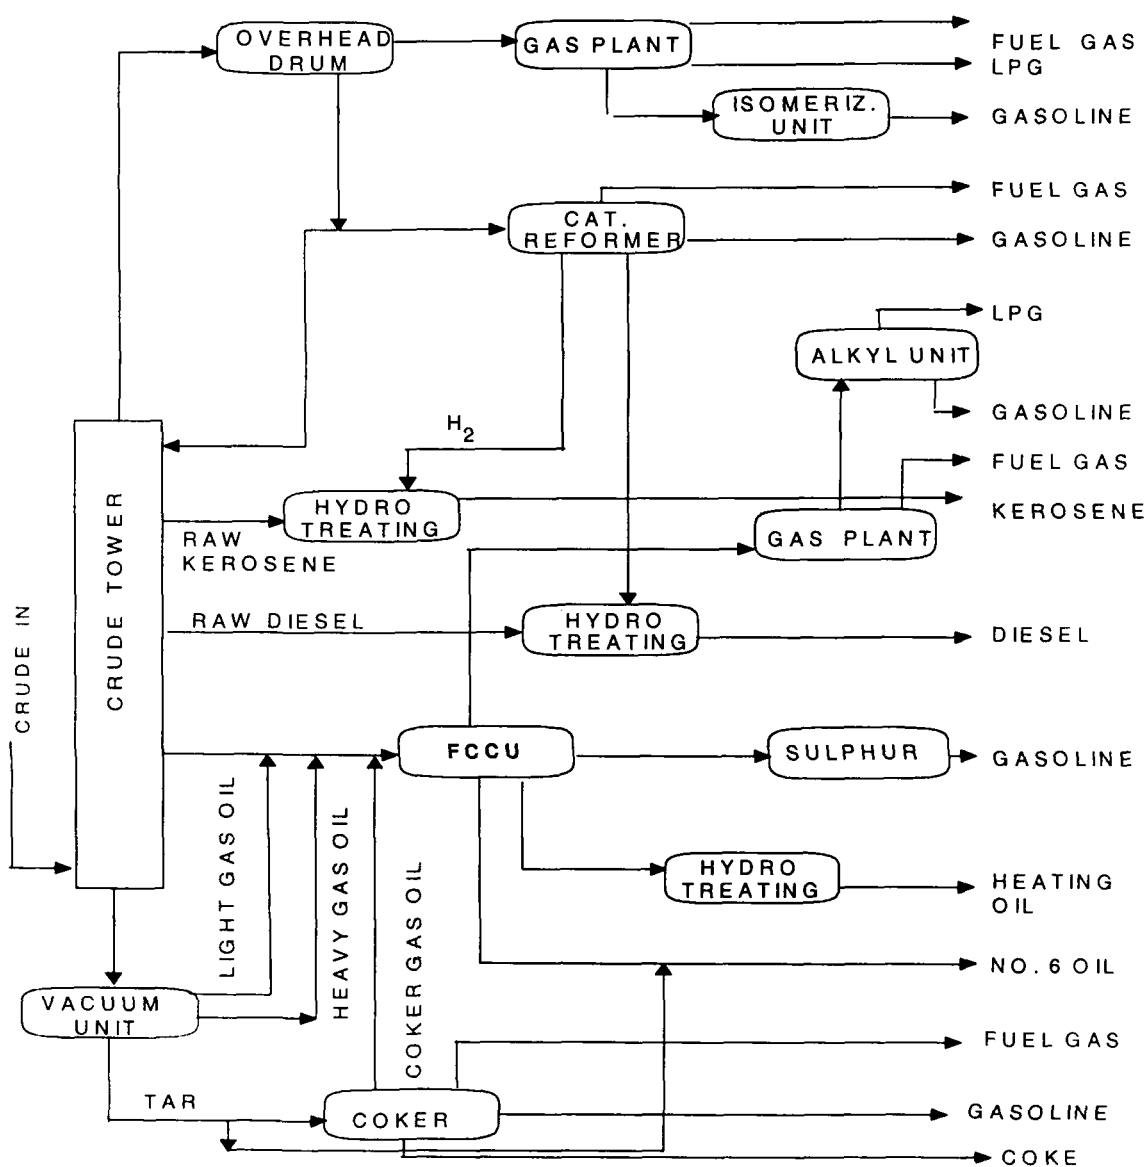 OVERHEAD
DRUM
GAS PLANT
FUEL GAS
LPG
ISOMERIZ.
UNIT
GASOLINE
FUEL GAS
CAT.
REFORMER
GASOLINE
LPG
ALKYL UNIT
GASOLINE
H2
FUEL GAS
HYDRO
TREATING
KEROSENE
RAW
KEROSENE
GAS PLANT
CRUDE TOWER
CRUDE IN
RAW DIESEL
HYDRO
TREATING
DIESEL
FCCU
SULPHUR
GASOLINE
LIGHT GAS OIL
HEAVY GAS OIL
COKER GAS OIL
HYDRO
TREATING
HEATING
OIL
NO. 6 OIL
VACUUM
UNIT
FUEL GAS
TAR
COKER
GASOLINE
COKE